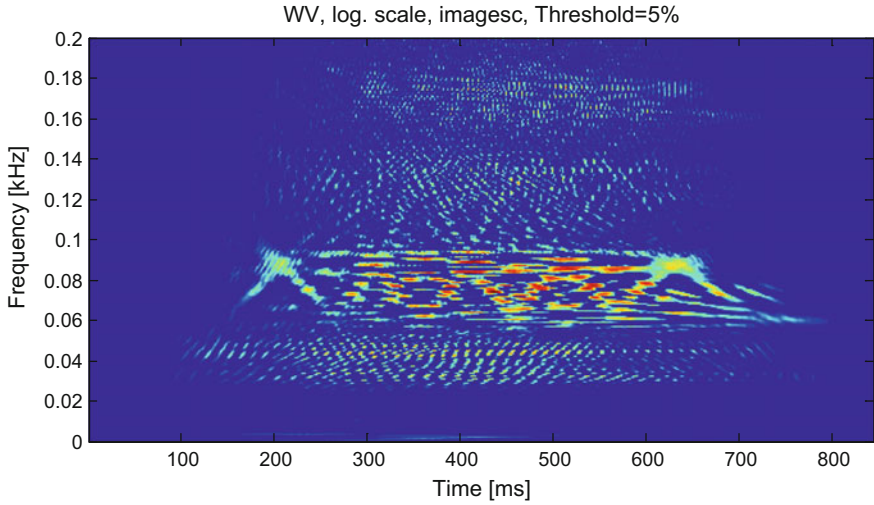 WV, log. scale, imagesc, Threshold=5%
Frequency [kHz]
0.2
0.18
0.16
0.14
0.12
0.1
0.08
0.06
0.04
0.02
0
100 200 300 400 500 600 700 800
Time [ms]